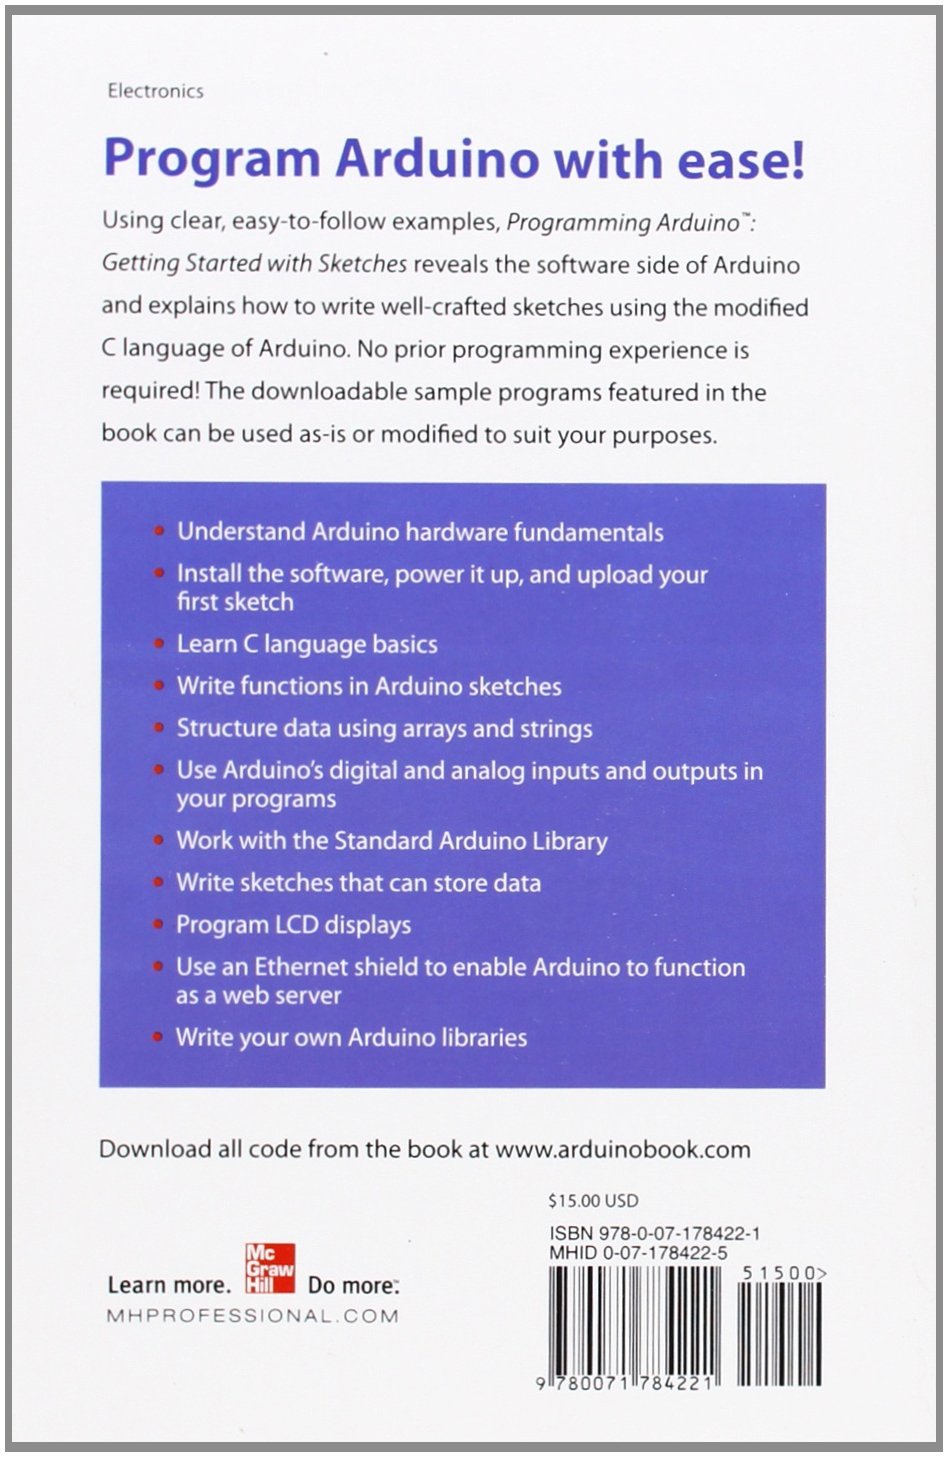 Electronics
Program Arduino with ease!
Using clear, easy-to-follow examples, Programming Arduino™:
Getting Started with Sketches reveals the software side of Arduino
and explains how to write well-crafted sketches using the modified
C language of Arduino. No prior programming experience is
required! The downloadable sample programs featured in the
book can be used as-is or modified to suit your purposes.
• Understand Arduino hardware fundamentals
• Install the software, power it up, and upload your
first sketch
• Learn C language basics
• Write functions in Arduino sketches
• Structure data using arrays and strings
• Use Arduino's digital and analog inputs and outputs in
your programs
• Work with the Standard Arduino Library
• Write sketches that can store data
• Program LCD displays
• Use an Ethernet shield to enable Arduino to function
as a web server
• Write your own Arduino libraries
Download all code from the book at www.arduinobook.com
$15.00 USD
ISBN 978-0-07-178422-1
MHID 0-07-178422-5
51500>
9 780071 784221
Mc
Graw
Hill
Learn more. Do more.™
MHPROFESSIONAL.COM